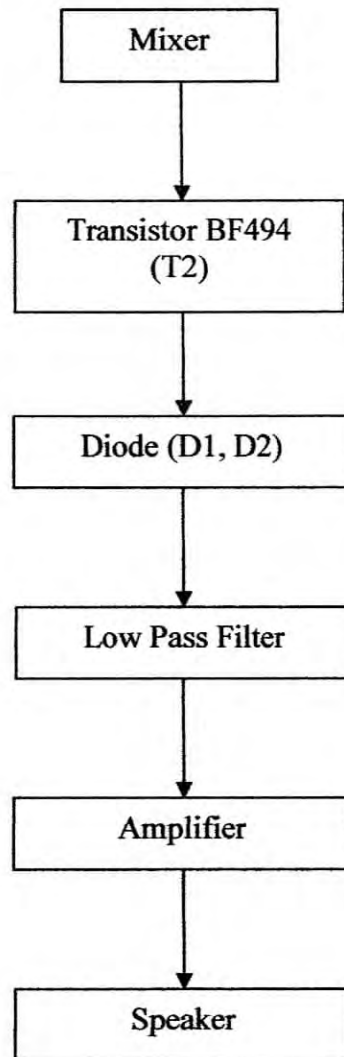 Mixer
Transistor BF494
(T2)
Diode (D1, D2)
Low Pass Filter
Amplifier
Speaker